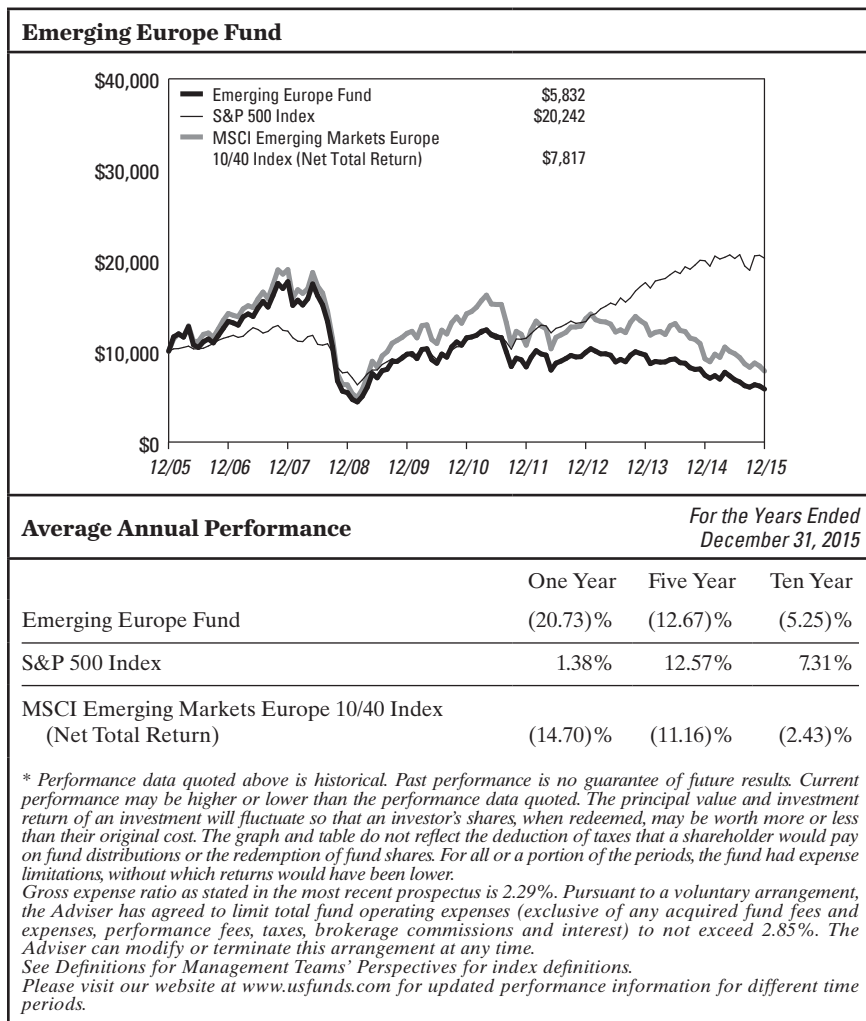 Emerging Europe Fund
$40,000
$30,000
$20,000
$10,000
$0
Emerging Europe Fund $5,832
S&P 500 Index $20,242
MSCI Emerging Markets Europe
10/40 Index (Net Total Return) $7,817
12/05 12/06 12/07 12/08 12/09 12/10 12/11 12/12 12/13 12/14 12/15
Average Annual Performance
For the Years Ended
December 31, 2015
One Year Five Year Ten Year
Emerging Europe Fund (20.73)% (12.67)% (5.25)%
S&P 500 Index 1.38% 12.57% 7.31%
MSCI Emerging Markets Europe 10/40 Index
(Net Total Return) (14.70)% (11.16)% (2.43)%
* Performance data quoted above is historical. Past performance is no guarantee of future results. Current
performance may be higher or lower than the performance data quoted. The principal value and investment
return of an investment will fluctuate so that an investor's shares, when redeemed, may be worth more or less
than their original cost. The graph and table do not reflect the deduction of taxes that a shareholder would pay
on fund distributions or the redemption of fund shares. For all or a portion of the periods, the fund had expense
limitations, without which returns would have been lower.
Gross expense ratio as stated in the most recent prospectus is 2.29%. Pursuant to a voluntary arrangement,
the Adviser has agreed to limit total fund operating expenses (exclusive of any acquired fund fees and
expenses, performance fees, taxes, brokerage commissions and interest) to not exceed 2.85%. The
Adviser can modify or terminate this arrangement at any time.
See Definitions for Management Teams' Perspectives for index definitions.
Please visit our website at www.usfunds.com for updated performance information for different time
periods.